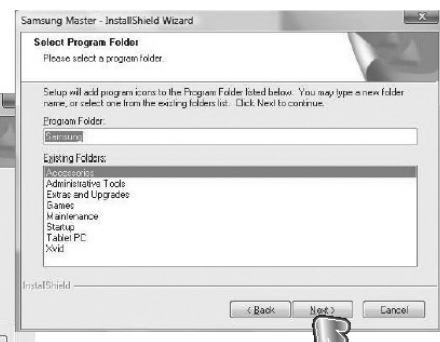 Samsung Master - InstallShield Wizard
Select Program Folder
Please select a program folder.
Setup will add program icons to the Program Folder listed below. You may type a new folder
name, or select one from the existing folders list. Click Next to continue.
Program Folder:
Samsung
Existing Folders:
Accessories
Administrative Tools
Extras and Upgrades
Games
Maintenance
Startup
Tablet PC
Xvid
InstallShield
< Back
Next >
Cancel